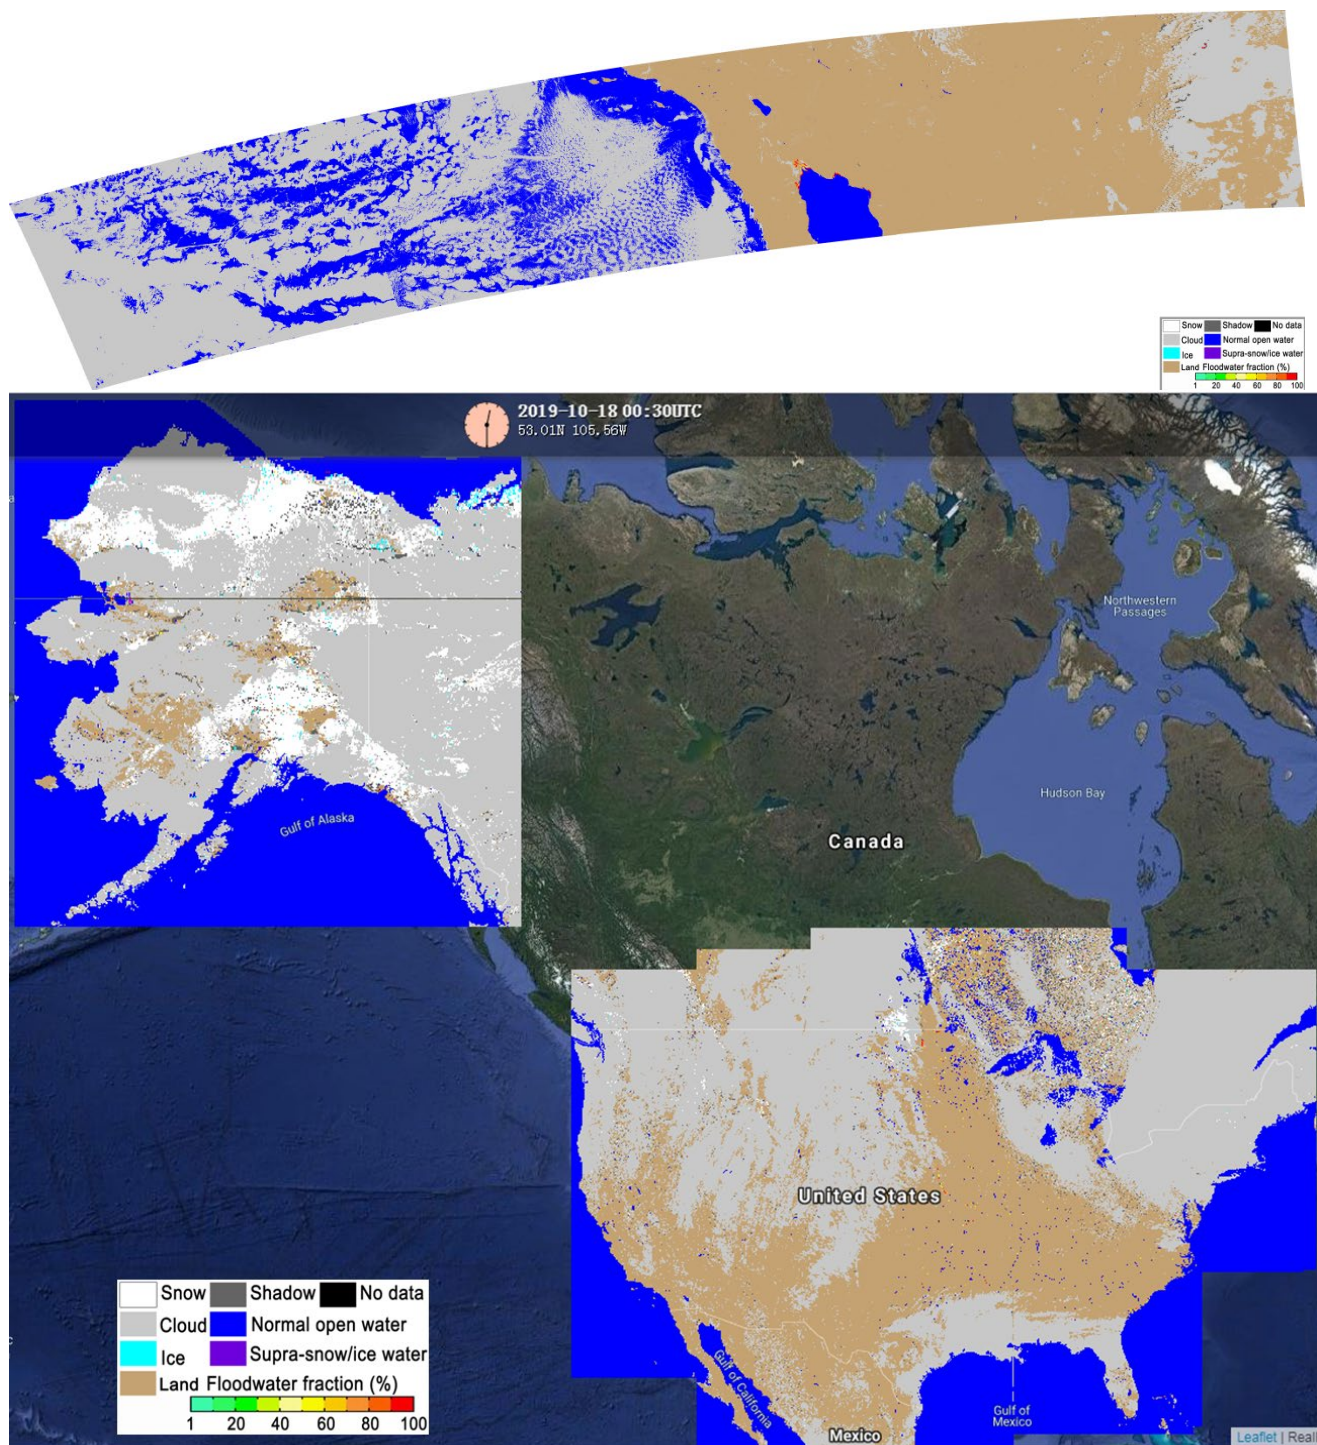 Snow Shadow No data
Cloud Normal open water
Ice Supra-snow/ice water
Land Floodwater fraction (%)
1 20 40 60 80 100
2019-10-18 00:30UTC
53.01N 105.56W
Northwestern
Passages
Hudson Bay
Gulf of Alaska
Canada
United States
Snow Shadow No data
Cloud Normal open water
Ice Supra-snow/ice water
Land Floodwater fraction (%)
1 20 40 60 80 100
Gulf of California
Gulf of
Mexico
Mexico
Leaflet | Reall